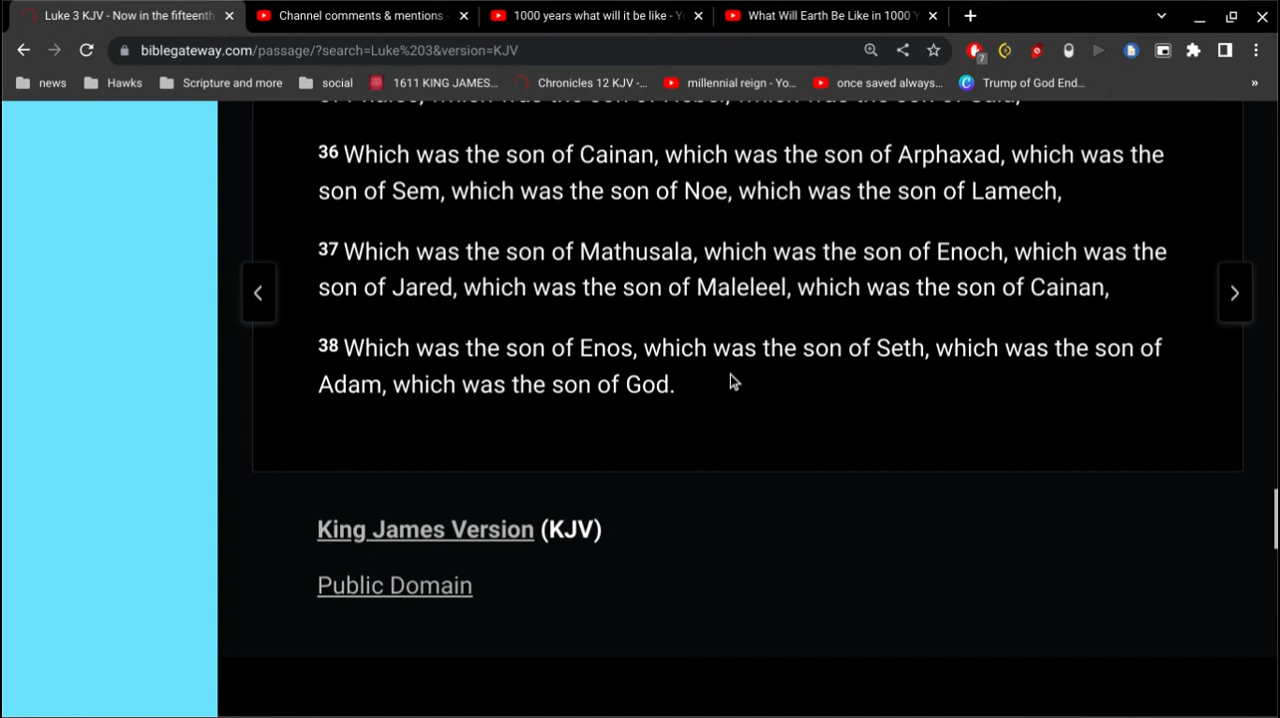 Luke 3 KJV - Now in the fifteenth
Channel comments & mentions
1000 years what will it be like - Yo
What Will Earth Be Like in 1000 Y
biblegateway.com/passage/?search=Luke%203&version=KJV
7
news
Hawks
Scripture and more
social
1611 KING JAMES...
Chronicles 12 KJV -...
millennial reign - Yo...
once saved always...
Trump of God End...
»
36 Which was the son of Cainan, which was the son of Arphaxad, which was the
son of Sem, which was the son of Noe, which was the son of Lamech,
37 Which was the son of Mathusala, which was the son of Enoch, which was the
son of Jared, which was the son of Maleleel, which was the son of Cainan,
38 Which was the son of Enos, which was the son of Seth, which was the son of
Adam, which was the son of God.
King James Version (KJV)
Public Domain